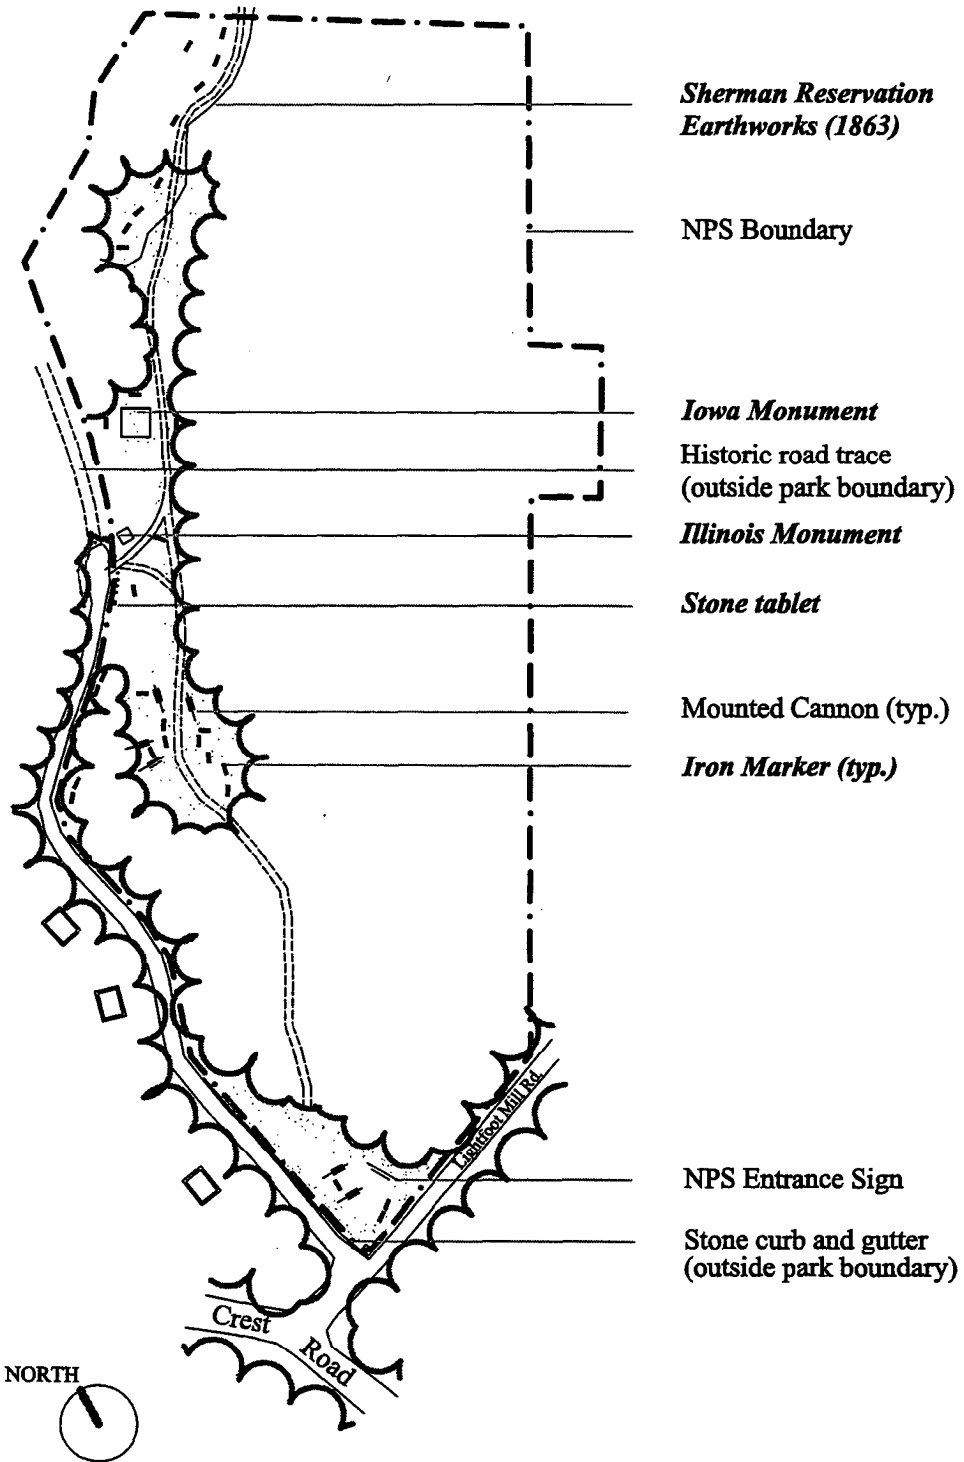 Sherman Reservation
Earthworks (1863)
NPS Boundary
Iowa Monument
Historic road trace
(outside park boundary)
Illinois Monument
Stone tablet
Mounted Cannon (typ.)
Iron Marker (typ.)
Lightfoot Mill Rd.
NPS Entrance Sign
Stone curb and gutter
(outside park boundary)
Crest Road
NORTH